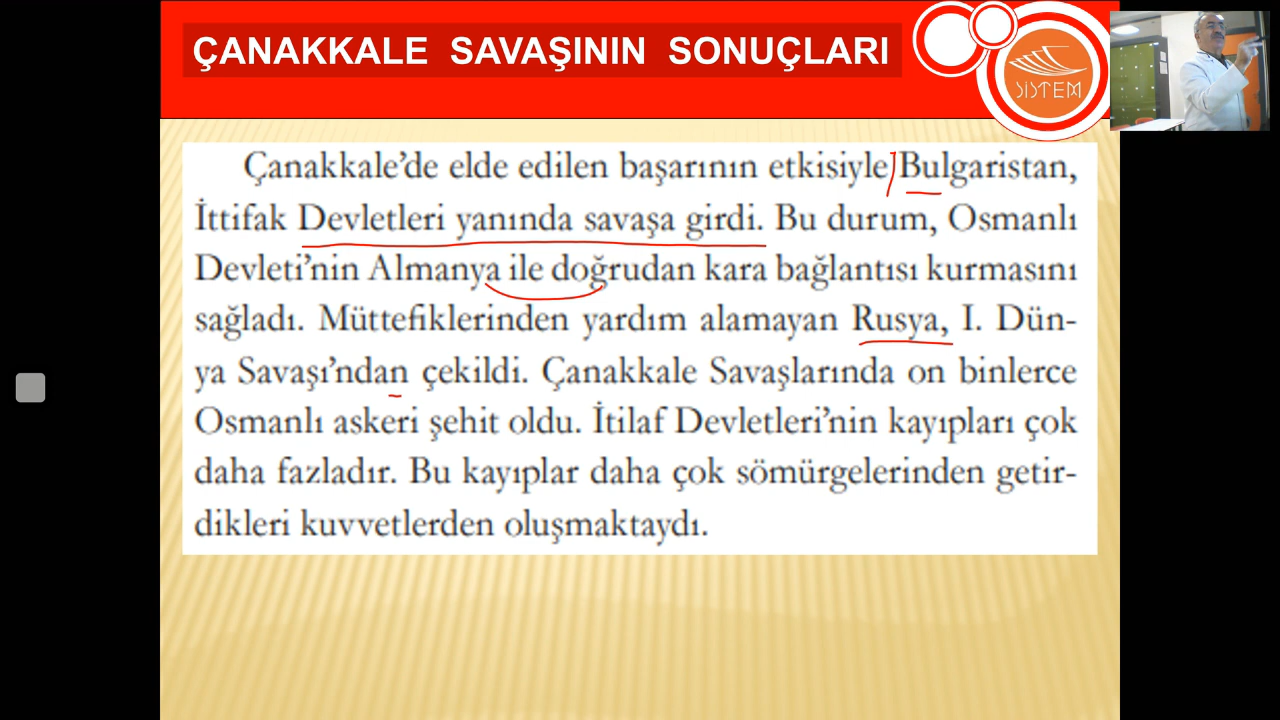 ÇANAKKALE SAVAŞININ SONUÇLARI
SİSTEM
Çanakkale’de elde edilen başarının etkisiyle Bulgaristan,
İttifak Devletleri yanında savaşa girdi. Bu durum, Osmanlı
Devleti’nin Almanya ile doğrudan kara bağlantısı kurmasını
sağladı. Müttefiklerinden yardım alamayan Rusya, I. Dün-
ya Savaşı’ndan çekildi. Çanakkale Savaşlarında on binlerce
Osmanlı askeri şehit oldu. İtilaf Devletleri’nin kayıpları çok
daha fazladır. Bu kayıplar daha çok sömürgelerinden getir-
dikleri kuvvetlerden oluşmaktaydı.